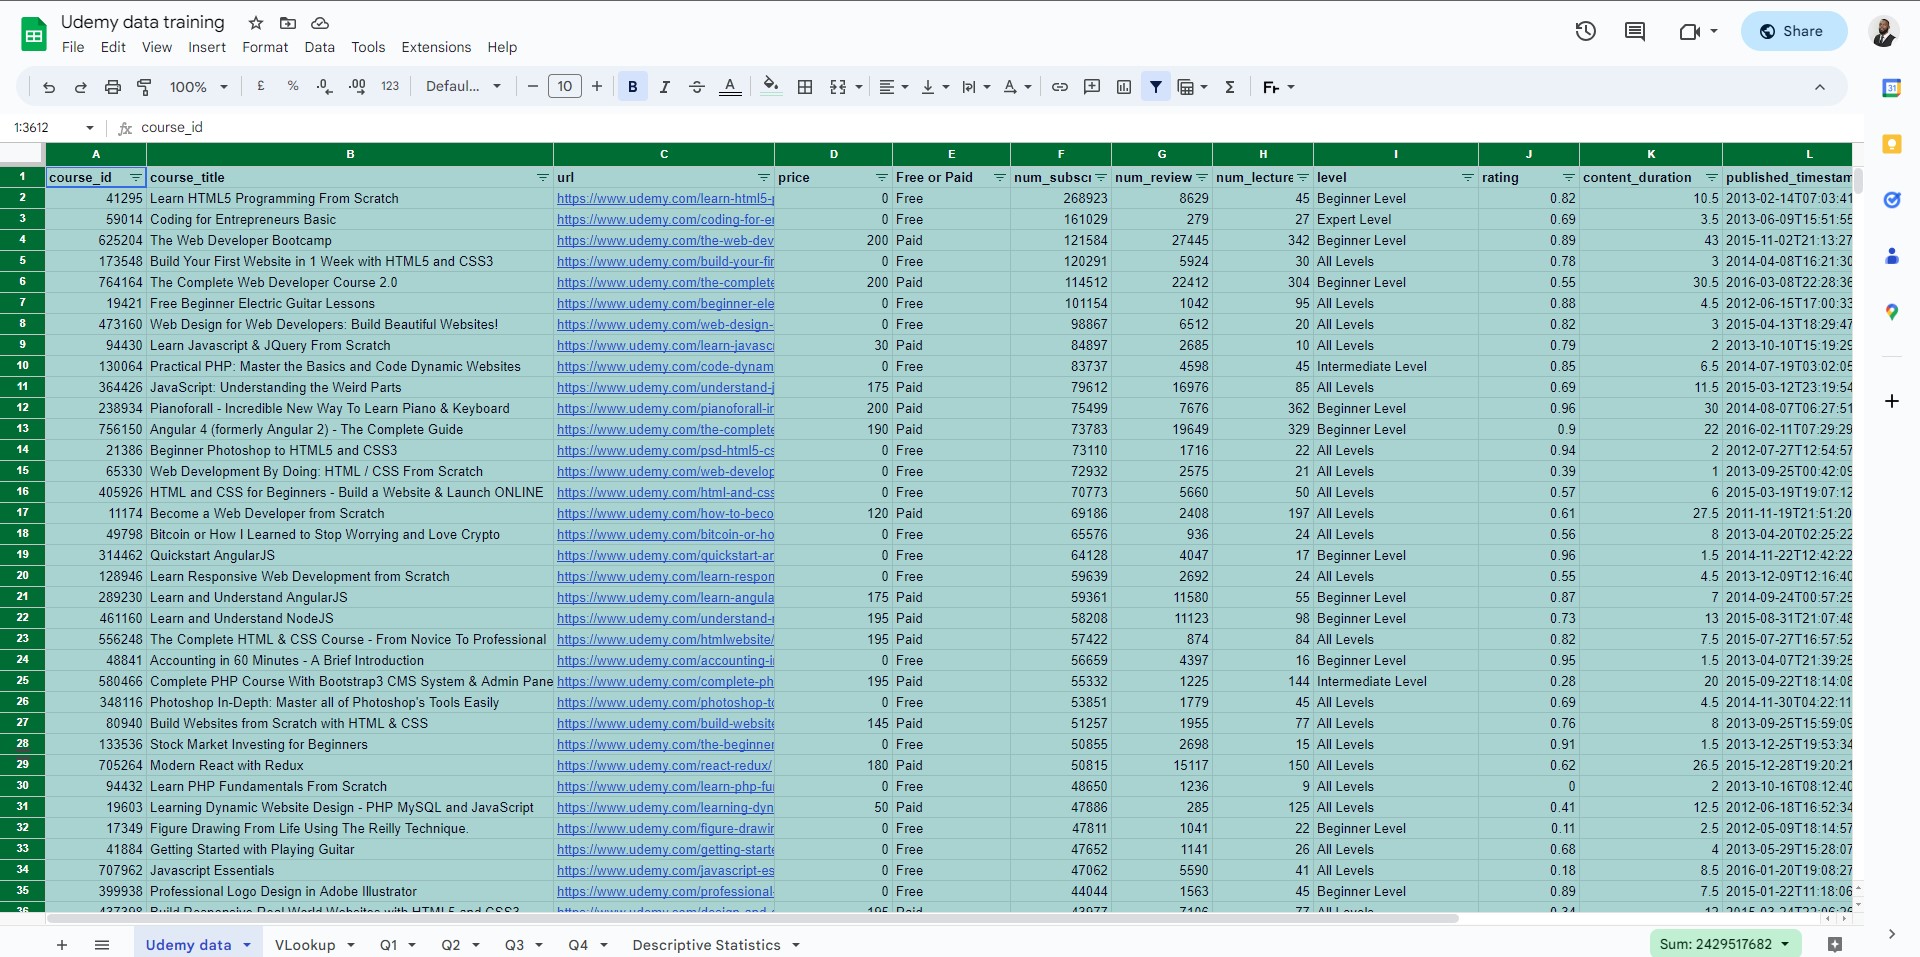 Udemy data training
File Edit View Insert Format Data Tools Extensions Help
Share
100% £ % .0 .00 123 Defaul... − 10 + B I A Σ Fr
31
1:3612 fx course_id
A B C D E F G H I J K L
1 course_id course_title url price Free or Paid num_subscr num_review num_lecture level rating content_duration published_timestam
2 41295 Learn HTML5 Programming From Scratch https://www.udemy.com/learn-html5-p 0 Free 268923 8629 45 Beginner Level 0.82 10.5 2013-02-14T07:03:41
3 59014 Coding for Entrepreneurs Basic https://www.udemy.com/coding-for-er 0 Free 161029 279 27 Expert Level 0.69 3.5 2013-06-09T15:51:55
4 625204 The Web Developer Bootcamp https://www.udemy.com/the-web-dev 200 Paid 121584 27445 342 Beginner Level 0.89 43 2015-11-02T21:13:27
5 173548 Build Your First Website in 1 Week with HTML5 and CSS3 https://www.udemy.com/build-your-fir 0 Free 120291 5924 30 All Levels 0.78 3 2014-04-08T16:21:30
6 764164 The Complete Web Developer Course 2.0 https://www.udemy.com/the-complete 200 Paid 114512 22412 304 Beginner Level 0.55 30.5 2016-03-08T22:28:36
7 19421 Free Beginner Electric Guitar Lessons https://www.udemy.com/beginner-ele 0 Free 101154 1042 95 All Levels 0.88 4.5 2012-06-15T17:00:33
8 473160 Web Design for Web Developers: Build Beautiful Websites! https://www.udemy.com/web-design- 0 Free 98867 6512 20 All Levels 0.82 3 2015-04-13T18:29:47
9 94430 Learn Javascript & JQuery From Scratch https://www.udemy.com/learn-javascr 30 Paid 84897 2685 10 All Levels 0.79 2 2013-10-10T15:19:29
10 130064 Practical PHP: Master the Basics and Code Dynamic Websites https://www.udemy.com/code-dynam 0 Free 83737 4598 45 Intermediate Level 0.85 6.5 2014-07-19T03:02:05
11 364426 JavaScript: Understanding the Weird Parts https://www.udemy.com/understand-j 175 Paid 79612 16976 85 All Levels 0.69 11.5 2015-03-12T23:19:54
12 238934 Pianoforall - Incredible New Way To Learn Piano & Keyboard https://www.udemy.com/pianoforall-ir 200 Paid 75499 7676 362 Beginner Level 0.96 30 2014-08-07T06:27:51
13 756150 Angular 4 (formerly Angular 2) - The Complete Guide https://www.udemy.com/the-complete 190 Paid 73783 19649 329 Beginner Level 0.9 22 2016-02-11T07:29:29
14 21386 Beginner Photoshop to HTML5 and CSS3 https://www.udemy.com/psd-html5-cs 0 Free 73110 1716 22 All Levels 0.94 2 2012-07-27T12:54:57
15 65330 Web Development By Doing: HTML / CSS From Scratch https://www.udemy.com/web-develop 0 Free 72932 2575 21 All Levels 0.39 1 2013-09-25T00:42:09
16 405926 HTML and CSS for Beginners - Build a Website & Launch ONLINE https://www.udemy.com/html-and-css 0 Free 70773 5660 50 All Levels 0.57 6 2015-03-19T19:07:12
17 11174 Become a Web Developer from Scratch https://www.udemy.com/how-to-beco 120 Paid 69186 2408 197 All Levels 0.61 27.5 2011-11-19T21:51:20
18 49798 Bitcoin or How I Learned to Stop Worrying and Love Crypto https://www.udemy.com/bitcoin-or-ho 0 Free 65576 936 24 All Levels 0.56 8 2013-04-20T02:25:22
19 314462 Quickstart AngularJS https://www.udemy.com/quickstart-ar 0 Free 64128 4047 17 Beginner Level 0.96 1.5 2014-11-22T12:42:22
20 128946 Learn Responsive Web Development from Scratch https://www.udemy.com/learn-respon 0 Free 59639 2692 24 All Levels 0.55 4.5 2013-12-09T12:16:40
21 289230 Learn and Understand AngularJS https://www.udemy.com/learn-angula 175 Paid 59361 11580 55 Beginner Level 0.87 7 2014-09-24T00:57:25
22 461160 Learn and Understand NodeJS https://www.udemy.com/understand-r 195 Paid 58208 11123 98 Beginner Level 0.73 13 2015-08-31T21:07:48
23 556248 The Complete HTML & CSS Course - From Novice To Professional https://www.udemy.com/htmlwebsite/ 195 Paid 57422 874 84 All Levels 0.82 7.5 2015-07-27T16:57:52
24 48841 Accounting in 60 Minutes - A Brief Introduction https://www.udemy.com/accounting-i 0 Free 56659 4397 16 Beginner Level 0.95 1.5 2013-04-07T21:39:25
25 580466 Complete PHP Course With Bootstrap3 CMS System & Admin Pane https://www.udemy.com/complete-ph 195 Paid 55332 1225 144 Intermediate Level 0.28 20 2015-09-22T18:14:08
26 348116 Photoshop In-Depth: Master all of Photoshop's Tools Easily https://www.udemy.com/photoshop-to 0 Free 53851 1779 45 All Levels 0.69 4.5 2014-11-30T04:22:11
27 80940 Build Websites from Scratch with HTML & CSS https://www.udemy.com/build-website 145 Paid 51257 1955 77 All Levels 0.76 8 2013-09-25T15:59:09
28 133536 Stock Market Investing for Beginners https://www.udemy.com/the-beginner 0 Free 50855 2698 15 All Levels 0.91 1.5 2013-12-25T19:53:34
29 705264 Modern React with Redux https://www.udemy.com/react-redux/ 180 Paid 50815 15117 150 All Levels 0.62 26.5 2015-12-28T19:20:21
30 94432 Learn PHP Fundamentals From Scratch https://www.udemy.com/learn-php-fu 0 Free 48650 1236 9 All Levels 0 2 2013-10-16T08:12:40
31 19603 Learning Dynamic Website Design - PHP MySQL and JavaScript https://www.udemy.com/learning-dyn 50 Paid 47886 285 125 All Levels 0.41 12.5 2012-06-18T16:52:34
32 17349 Figure Drawing From Life Using The Reilly Technique. https://www.udemy.com/figure-drawir 0 Free 47811 1041 22 Beginner Level 0.11 2.5 2012-05-09T18:14:57
33 41884 Getting Started with Playing Guitar https://www.udemy.com/getting-starte 0 Free 47652 1141 26 All Levels 0.68 4 2013-05-29T15:28:07
34 707962 Javascript Essentials https://www.udemy.com/javascript-es 0 Free 47062 5590 41 All Levels 0.18 8.5 2016-01-20T19:08:27
35 399938 Professional Logo Design in Adobe Illustrator https://www.udemy.com/professional- 0 Free 44044 1563 45 Beginner Level 0.89 7.5 2015-01-22T11:18:06
36 437398 Build Responsive Real World Websites with HTML5 and CSS3 195 Paid 43977 7106 77 All Levels 0.34 12
+ Udemy data VLookup Q1 Q2 Q3 Q4 Descriptive Statistics Sum: 2429517682